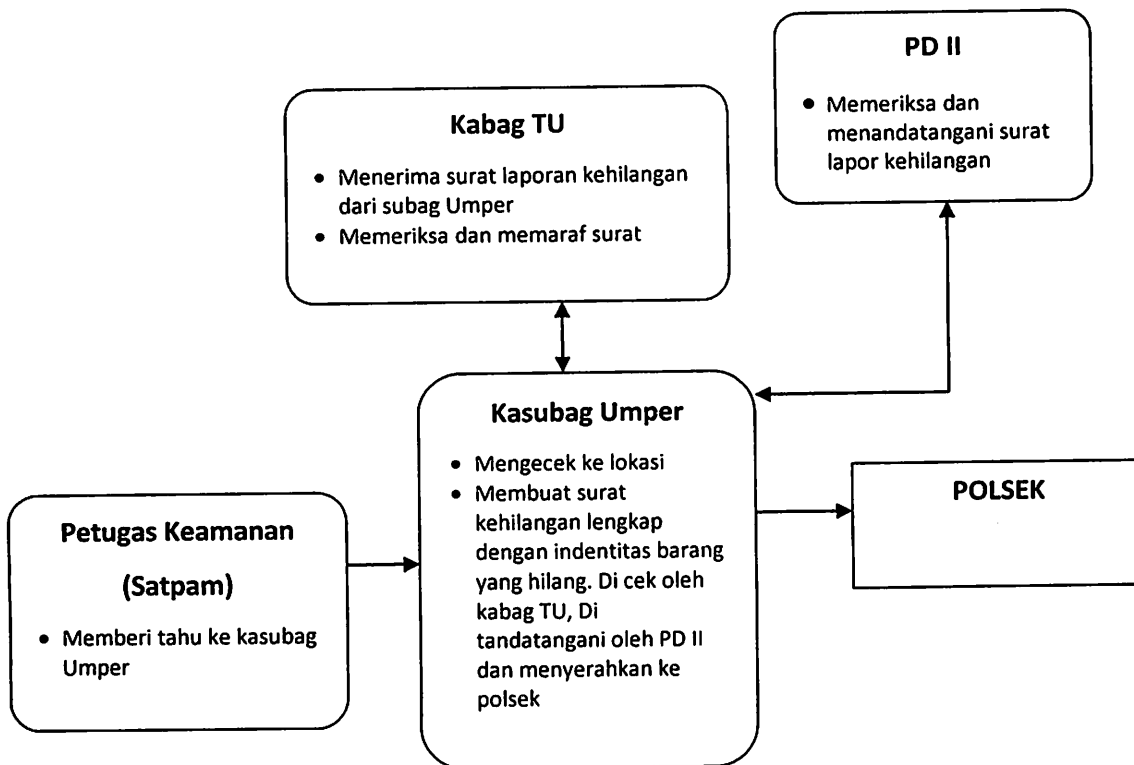 PD II
• Memeriksa dan
menandatangani surat
lapor kehilangan
Kabag TU
• Menerima surat laporan kehilangan
dari subag Umper
• Memeriksa dan memaraf surat
Kasubag Umper
• Mengecek ke lokasi
• Membuat surat
kehilangan lengkap
dengan indentitas barang
yang hilang. Di cek oleh
kabag TU, Di
tandatangani oleh PD II
dan menyerahkan ke
polsek
Petugas Keamanan
(Satpam)
• Memberi tahu ke kasubag
Umper
POLSEK